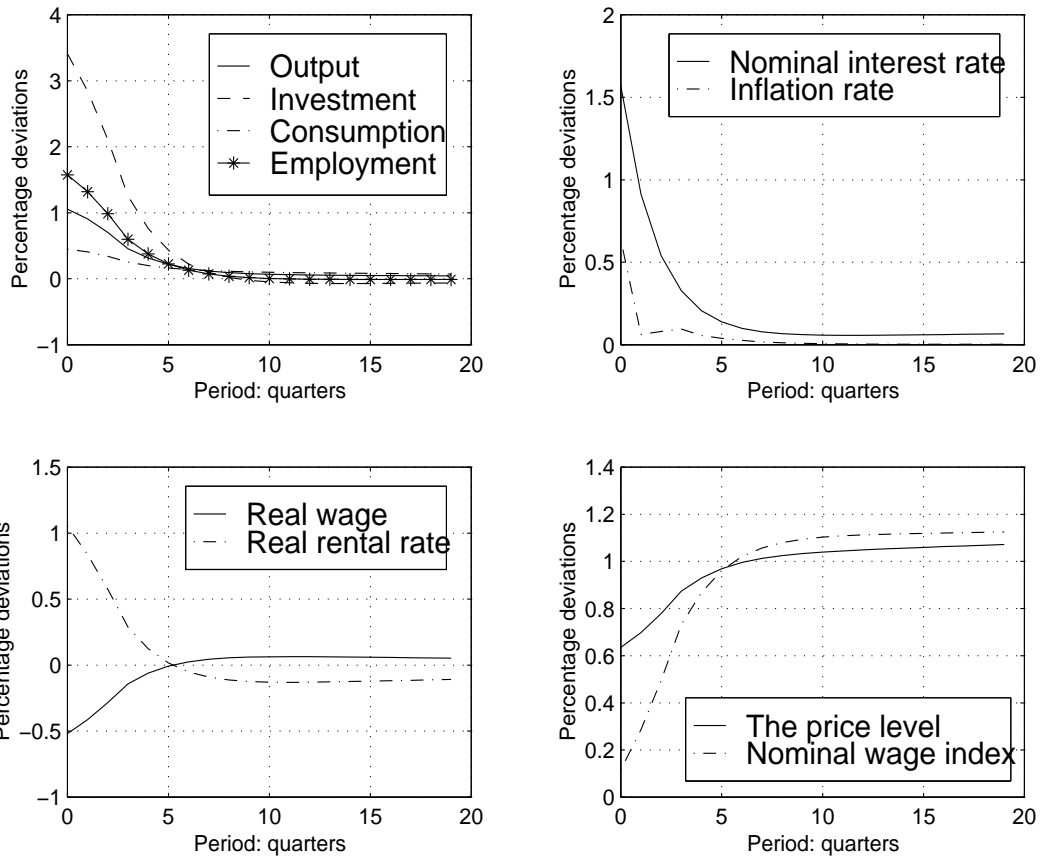 4
3
2
1
0
−1
Percentage deviations
Output
Investment
Consumption
Employment
0
5
10
15
20
Period: quarters
2
1.5
1
0.5
0
Percentage deviations
Nominal interest rate
Inflation rate
0
5
10
15
20
Period: quarters
1.5
1
0.5
0
−0.5
−1
Percentage deviations
Real wage
Real rental rate
0
5
10
15
20
Period: quarters
1.4
1.2
1
0.8
0.6
0.4
0.2
0
Percentage deviations
The price level
Nominal wage index
0
5
10
15
20
Period: quarters